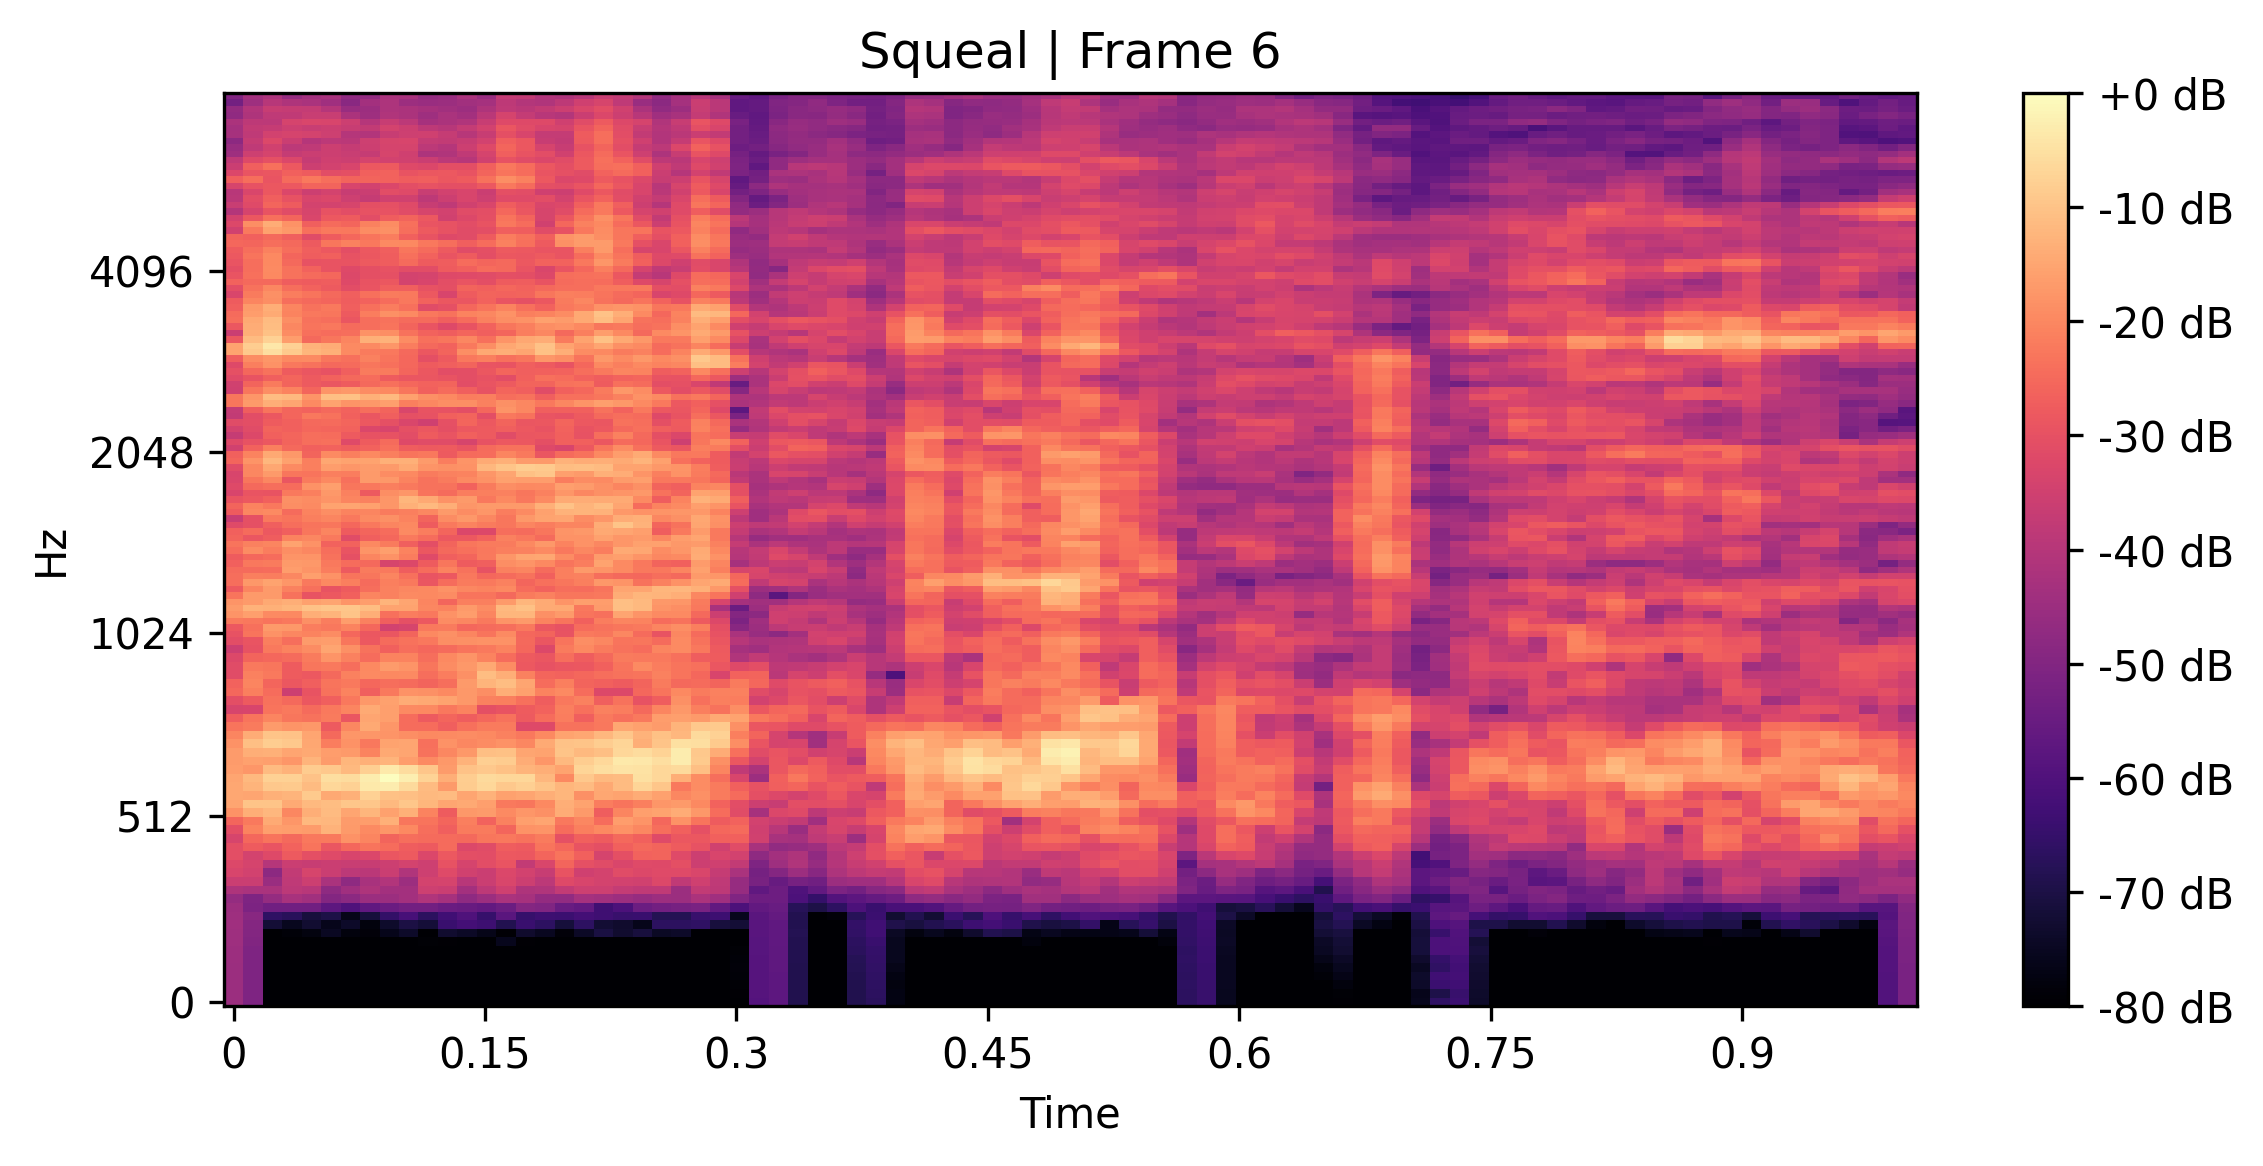 Squeal | Frame 6
+0 dB
-10 dB
-20 dB
-30 dB
-40 dB
-50 dB
-60 dB
-70 dB
-80 dB
4096
2048
1024
512
0
Hz
0 0.15 0.3 0.45 0.6 0.75 0.9
Time